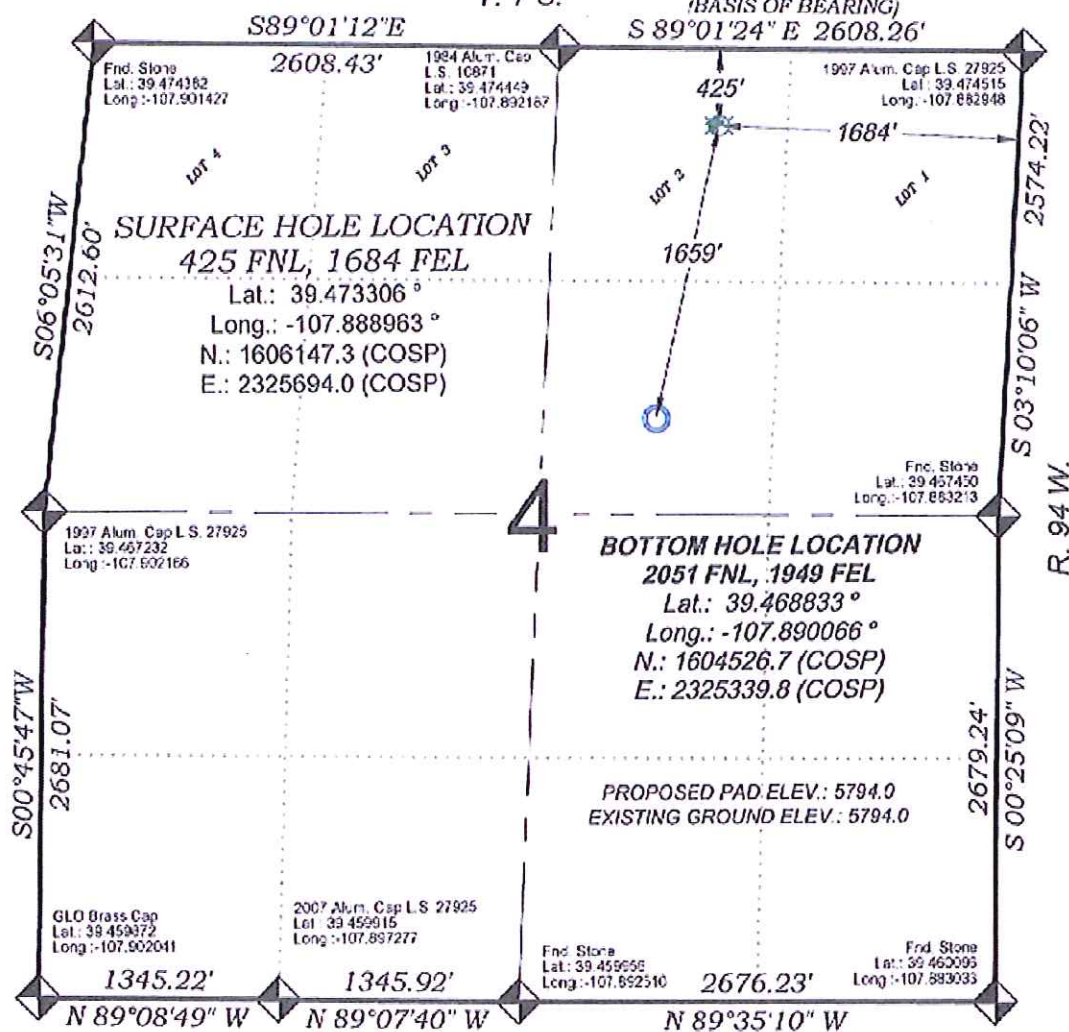 (BASIS OF BEARING)
S89°01'12"E
S 89°01'24" E 2608.26'
2608.43'
Fnd. Stone
Lat.: 39.474382
Long.:-107.901427
1984 Alum. Cap
L.S. 10871
Lat.: 39.474449
Long.:-107.892187
1997 Alum. Cap L.S. 27925
Lat.: 39.474515
Long.:-107.882948
425'
1684'
LOT 4
LOT 3
LOT 2
LOT 1
2574.22'
S 03°10'06" W
S06°05'31"W
2612.60'
SURFACE HOLE LOCATION
425 FNL, 1684 FEL
Lat.: 39.473306 °
Long.: -107.888963 °
N.: 1606147.3 (COSP)
E.: 2325694.0 (COSP)
1659'
Fnd. Stone
Lat.: 39.467450
Long.:-107.883213
R. 94 W.
4
1997 Alum. Cap L.S. 27925
Lat.: 39.467232
Long.:-107.902166
BOTTOM HOLE LOCATION
2051 FNL, 1949 FEL
Lat.: 39.468833 °
Long.: -107.890066 °
N.: 1604526.7 (COSP)
E.: 2325339.8 (COSP)
S00°45'47"W
2681.07'
2679.24'
S 00°25'09" W
PROPOSED PAD ELEV.: 5794.0
EXISTING GROUND ELEV.: 5794.0
GLO Brass Cap
Lat.: 39.459872
Long.:-107.902041
2007 Alum. Cap L.S. 27925
Lat.: 39.459915
Long.:-107.897277
Fnd. Stone
Lat.: 39.459956
Long.:-107.892510
Fnd. Stone
Lat.: 39.460096
Long.:-107.883033
1345.22'
1345.92'
2676.23'
N 89°08'49" W
N 89°07'40" W
N 89°35'10" W